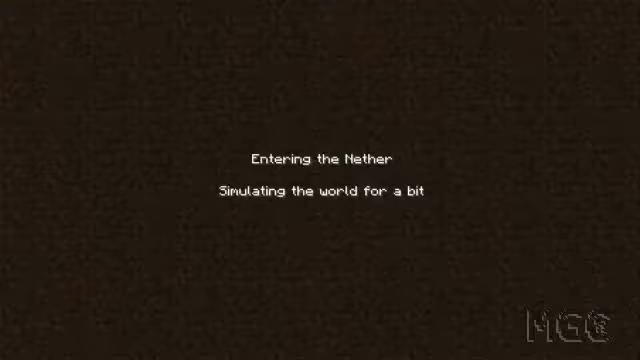 Entering the Nether
Simulating the world for a bit